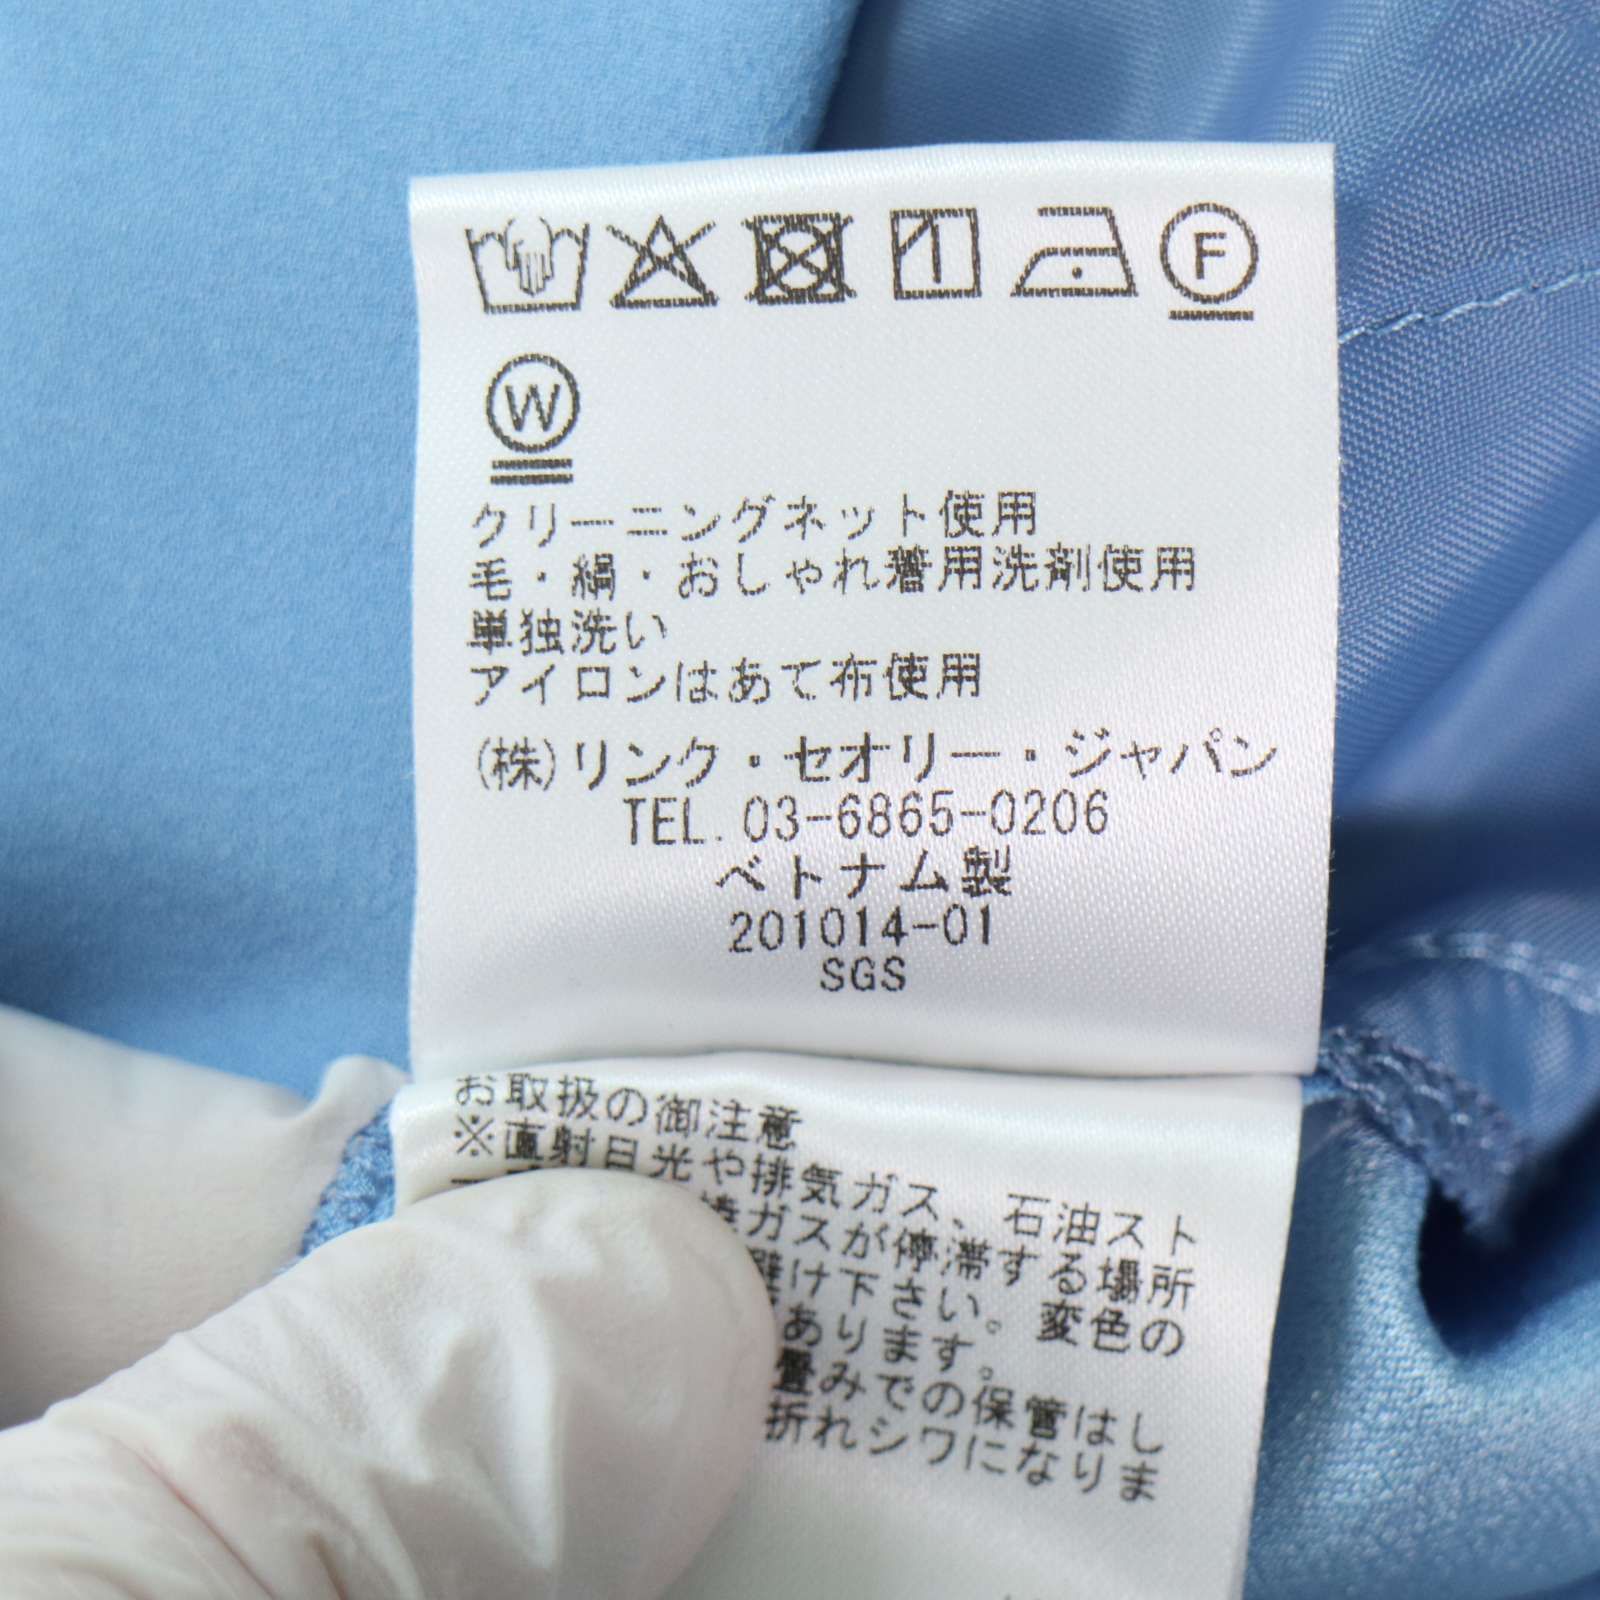 F
W
クリーニングネット使用
毛・絹・おしゃれ着用洗剤使用
単独洗い
アイロンはあて布使用
(株)リンク・セオリー・ジャパン
TEL. 03-6865-0206
ベトナム製
201014-01
SGS
お取扱の御注意
※直射日光や排気ガス、石油スト
ガスが停滞する場所
避け下さい。変色の
あります。
畳みでの保管はし
折れシワになりま